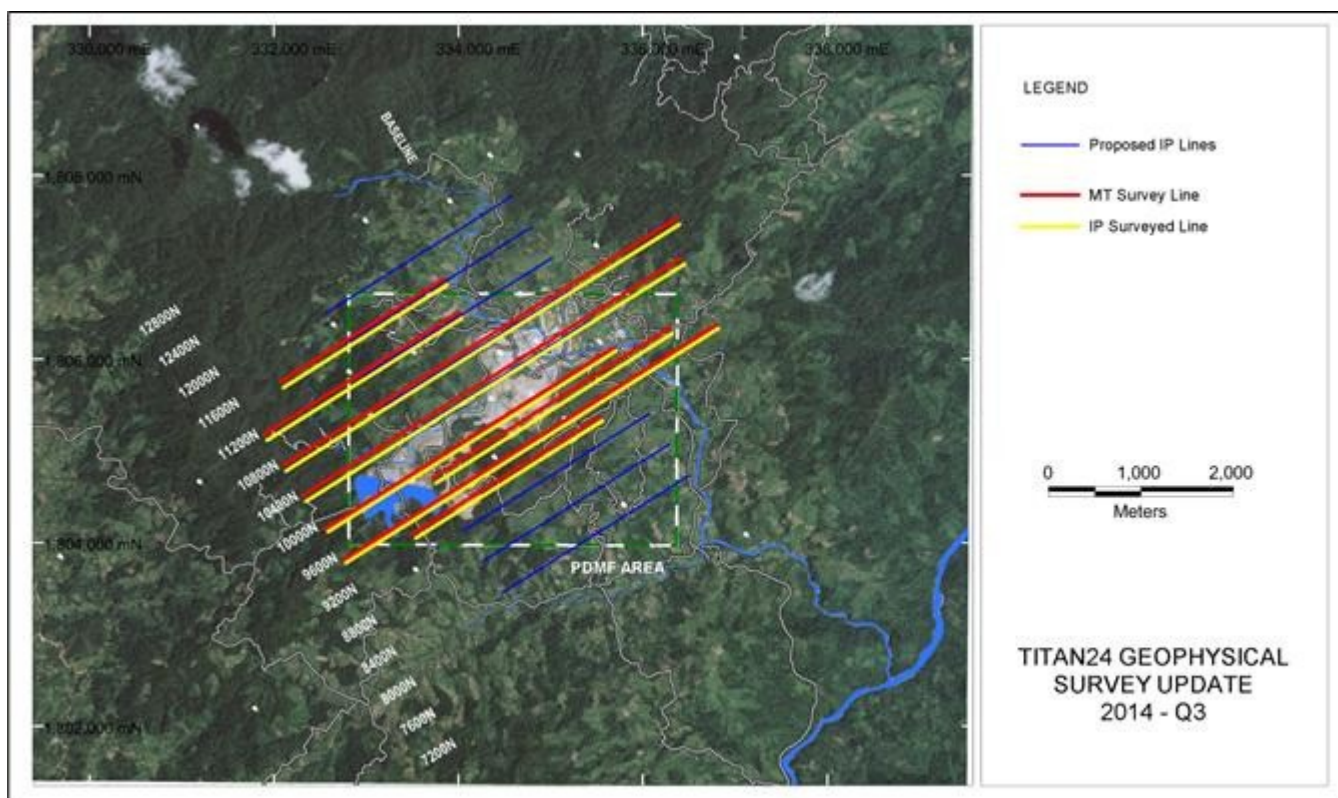 330,000 mE
332,000 mE
334,000 mE
336,000 mE
338,000 mE
BASELINE
1,808,000 mN
12800N
12400N
1,806,000 mN
12000N
11600N
11200N
10800N
10480N
10000N
1,804,000 mN
9600N
PDMF AREA
9200N
8800N
8400N
8000N
1,802,000 mN
7600N
7200N
LEGEND
Proposed IP Lines
MT Survey Line
IP Surveyed Line
0 1,000 2,000
Meters
TITAN24 GEOPHYSICAL
SURVEY UPDATE
2014 - Q3